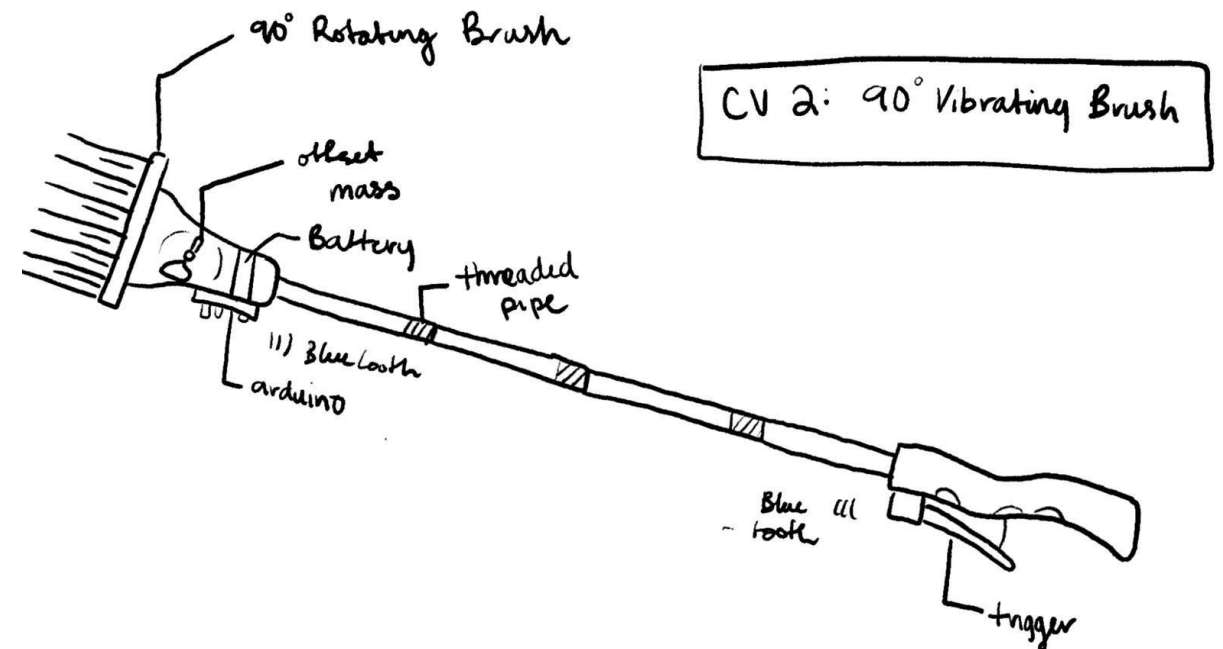 90° Rotating Brush
CV 2: 90° Vibrating Brush
offset
mass
Battery
threaded
pipe
Bluetooth
arduino
Blue
tooth
trigger